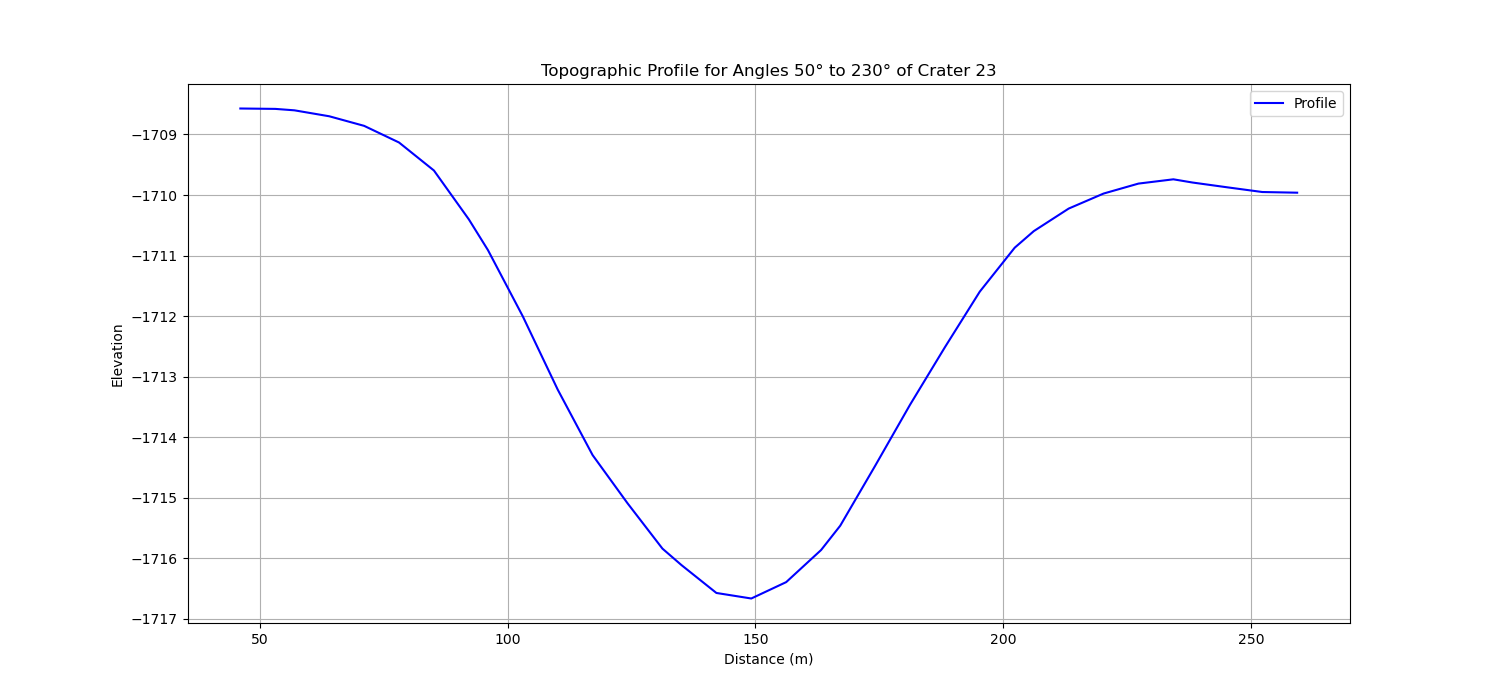 Topographic Profile for Angles 50° to 230° of Crater 23
Profile
Elevation
−1709
−1710
−1711
−1712
−1713
−1714
−1715
−1716
−1717
50 100 150 200 250
Distance (m)